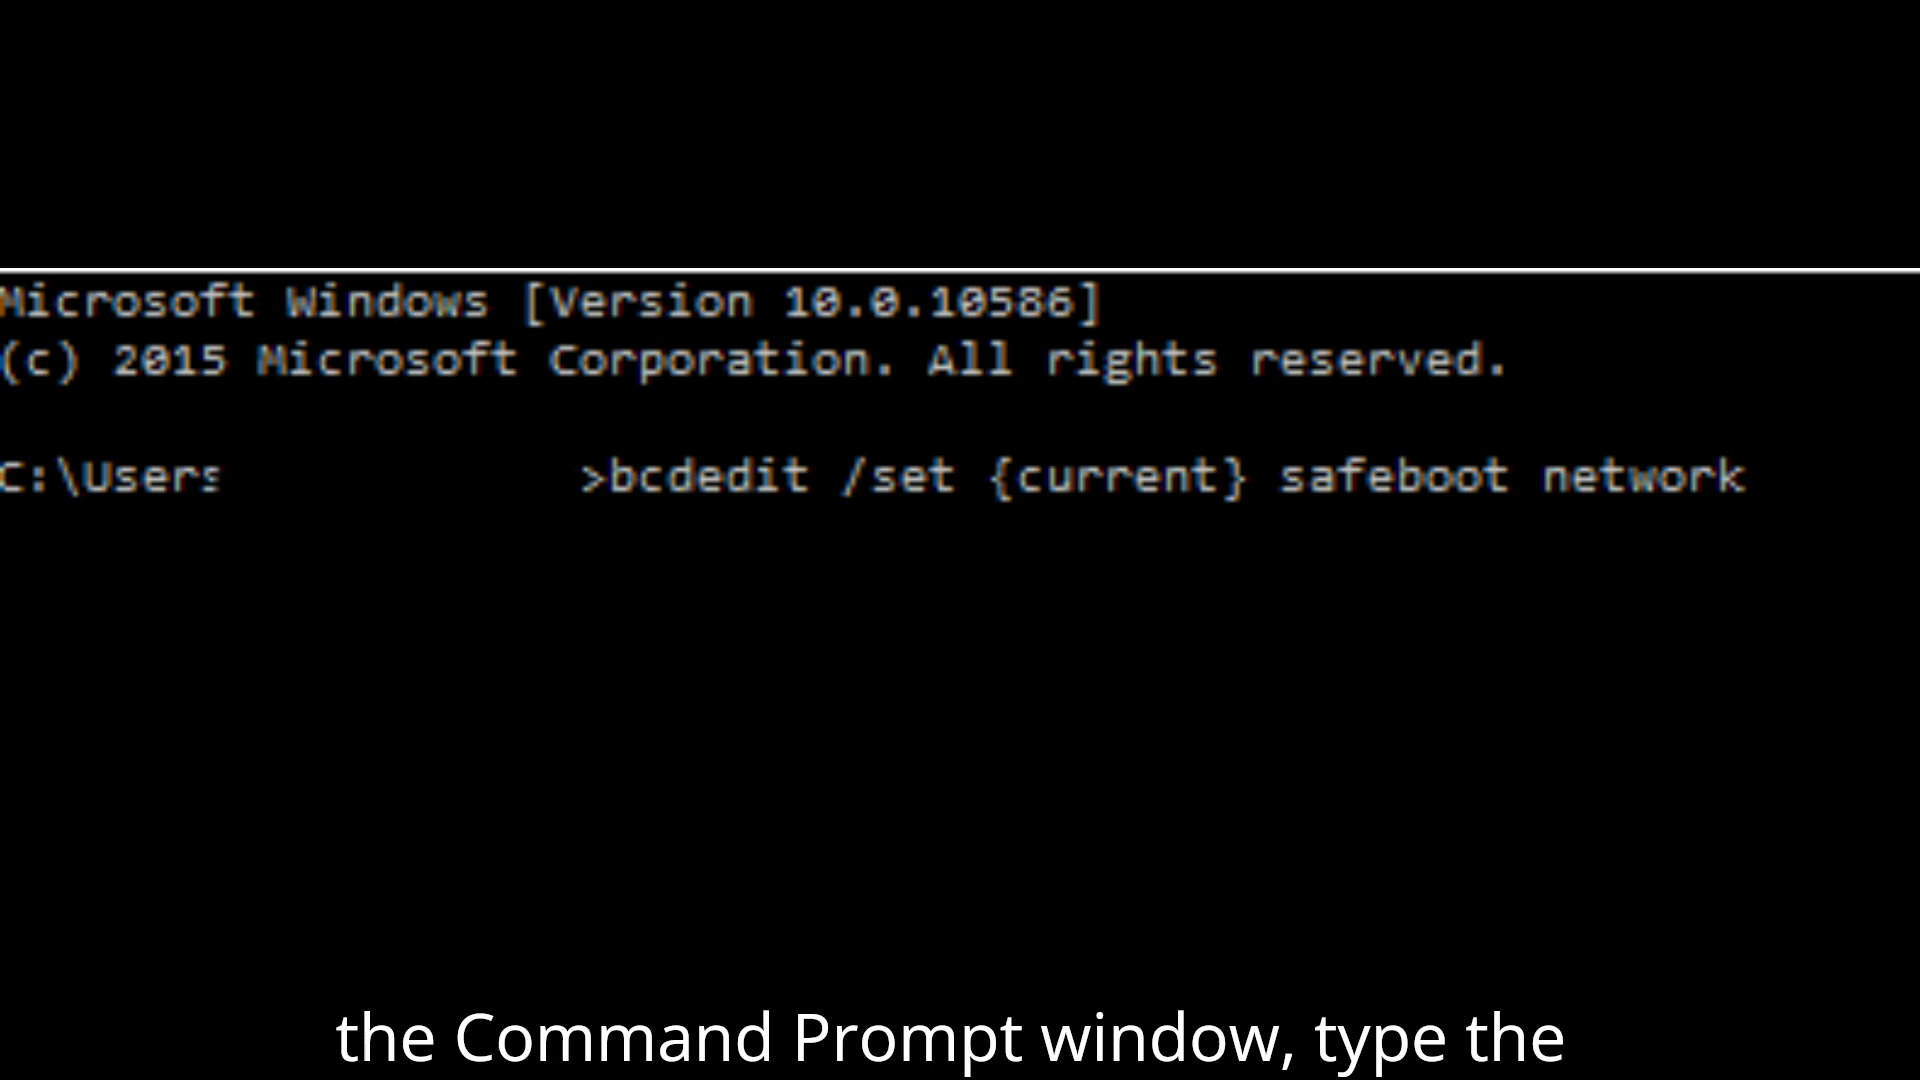 Microsoft Windows [Version 10.0.10586]
(c) 2015 Microsoft Corporation. All rights reserved.
C:\Users >bcdedit /set {current} safeboot network
the Command Prompt window, type the